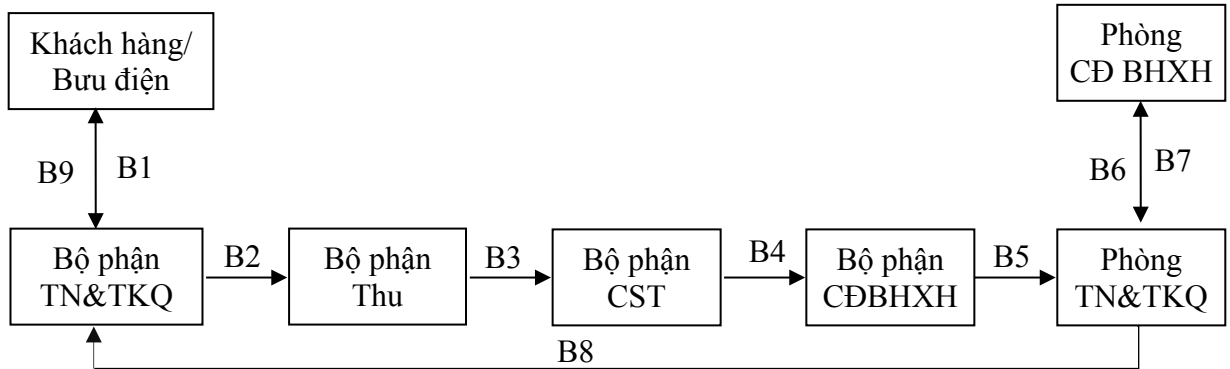 Khách hàng/
Bưu điện
Phòng
CĐ BHXH
B9
B1
B6
B7
Bộ phận
TN&TKQ
B2
Bộ phận
Thu
B3
Bộ phận
CST
B4
Bộ phận
CĐBHXH
B5
Phòng
TN&TKQ
B8